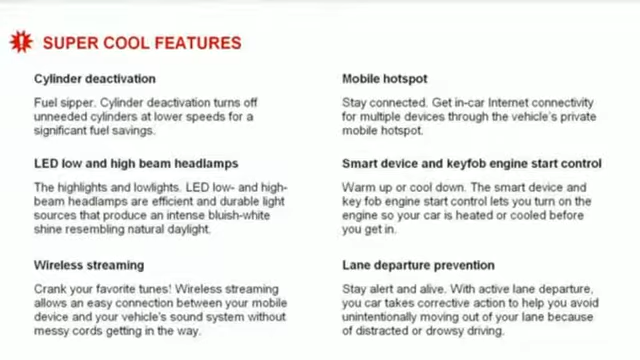 SUPER COOL FEATURES
Cylinder deactivation
Fuel sipper. Cylinder deactivation turns off
unneeded cylinders at lower speeds for a
significant fuel savings.
LED low and high beam headlamps
The highlights and lowlights. LED low- and high-
beam headlamps are efficient and durable light
sources that produce an intense bluish-white
shine resembling natural daylight.
Wireless streaming
Crank your favorite tunes! Wireless streaming
allows an easy connection between your mobile
device and your vehicle's sound system without
messy cords getting in the way.
Mobile hotspot
Stay connected. Get in-car Internet connectivity
for multiple devices through the vehicle's private
mobile hotspot.
Smart device and keyfob engine start control
Warm up or cool down. The smart device and
key fob engine start control lets you turn on the
engine so your car is heated or cooled before
you get in.
Lane departure prevention
Stay alert and alive. With active lane departure,
you car takes corrective action to help you avoid
unintentionally moving out of your lane because
of distracted or drowsy driving.